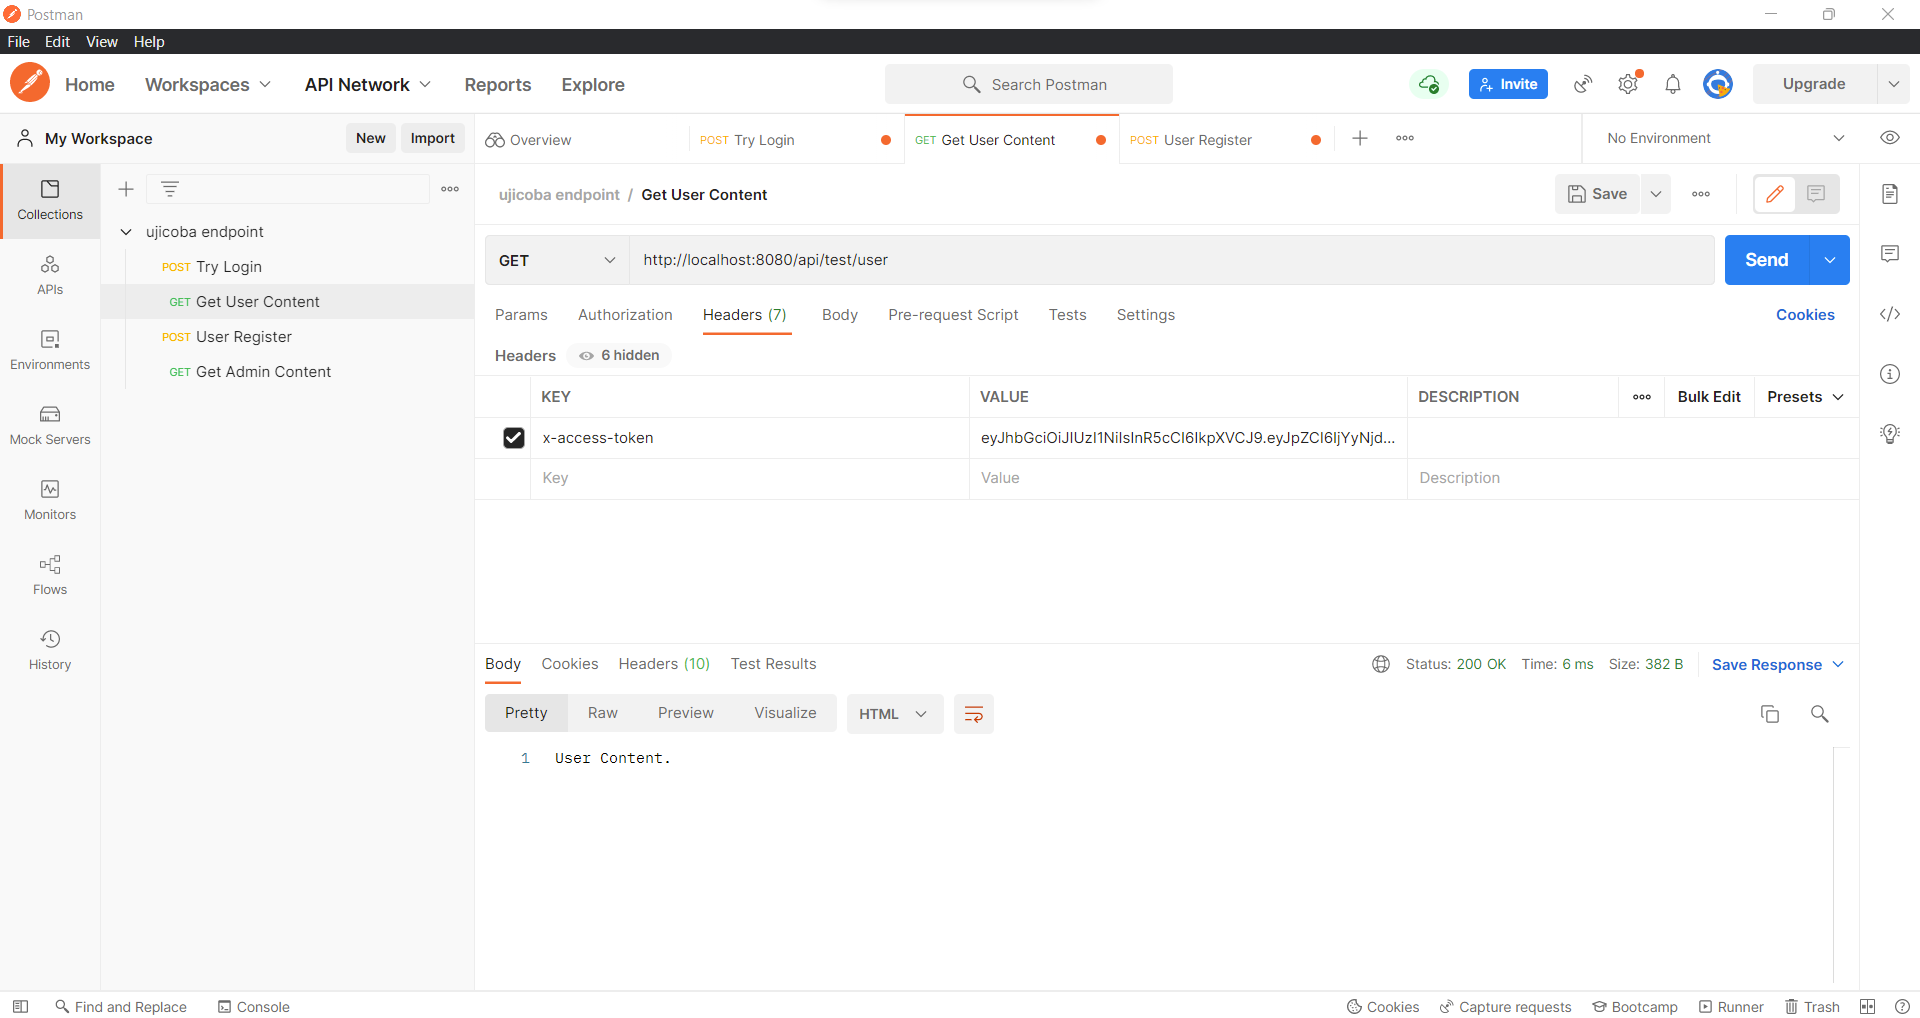 Postman
File Edit View Help
Home Workspaces API Network Reports Explore Search Postman Invite Upgrade
My Workspace New Import
Overview POST Try Login GET Get User Content POST User Register No Environment
Collections
APIs
Environments
Mock Servers
Monitors
Flows
History
ujicoba endpoint
POST Try Login
GET Get User Content
POST User Register
GET Get Admin Content
ujicoba endpoint / Get User Content Save
GET http://localhost:8080/api/test/user Send
Params Authorization Headers (7) Body Pre-request Script Tests Settings Cookies
Headers 6 hidden
KEY VALUE DESCRIPTION Bulk Edit Presets
x-access-token eyJhbGciOiJIUzI1NiIsInR5cCI6IkpXVCJ9.eyJpZCI6IjYyNjd...
Key Value Description
Body Cookies Headers (10) Test Results Status: 200 OK Time: 6 ms Size: 382 B Save Response
Pretty Raw Preview Visualize HTML
1 User Content.
Find and Replace Console Cookies Capture requests Bootcamp Runner Trash